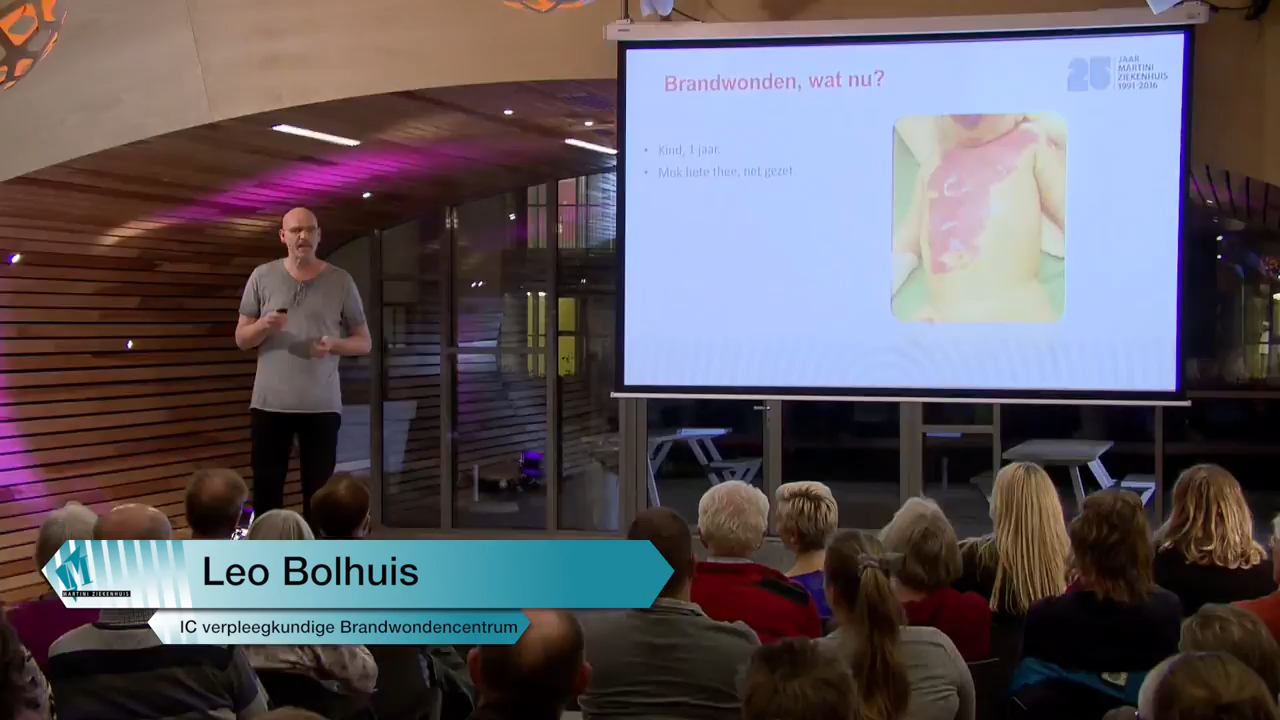 Brandwonden, wat nu?
25 JAAR
MARTINI
ZIEKENHUIS
1991-2016
• Kind, 1 jaar.
• Mok hete thee, net gezet.
Leo Bolhuis
MARTINI ZIEKENHUIS
IC verpleegkundige Brandwondencentrum